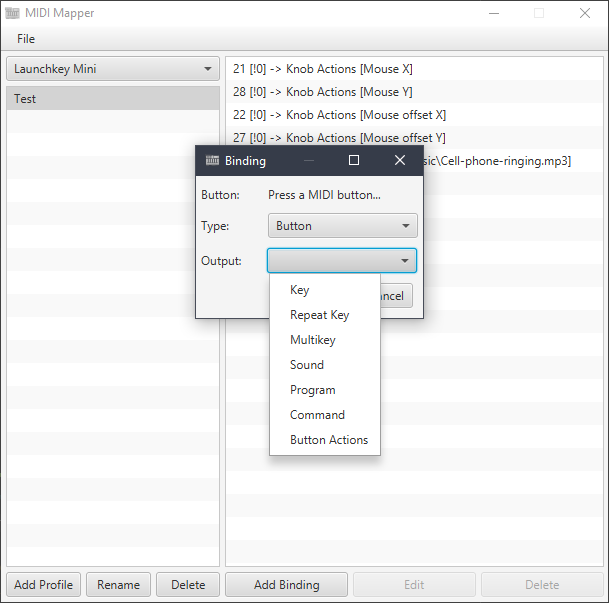 MIDI Mapper
File
Launchkey Mini
Test
21 [!0] -> Knob Actions [Mouse X]
28 [!0] -> Knob Actions [Mouse Y]
22 [!0] -> Knob Actions [Mouse offset X]
27 [!0] -> Knob Actions [Mouse offset Y]
sic\Cell-phone-ringing.mp3]
Binding
Button: Press a MIDI button...
Type: Button
Output:
ncel
Key
Repeat Key
Multikey
Sound
Program
Command
Button Actions
Add Profile Rename Delete Add Binding Edit Delete